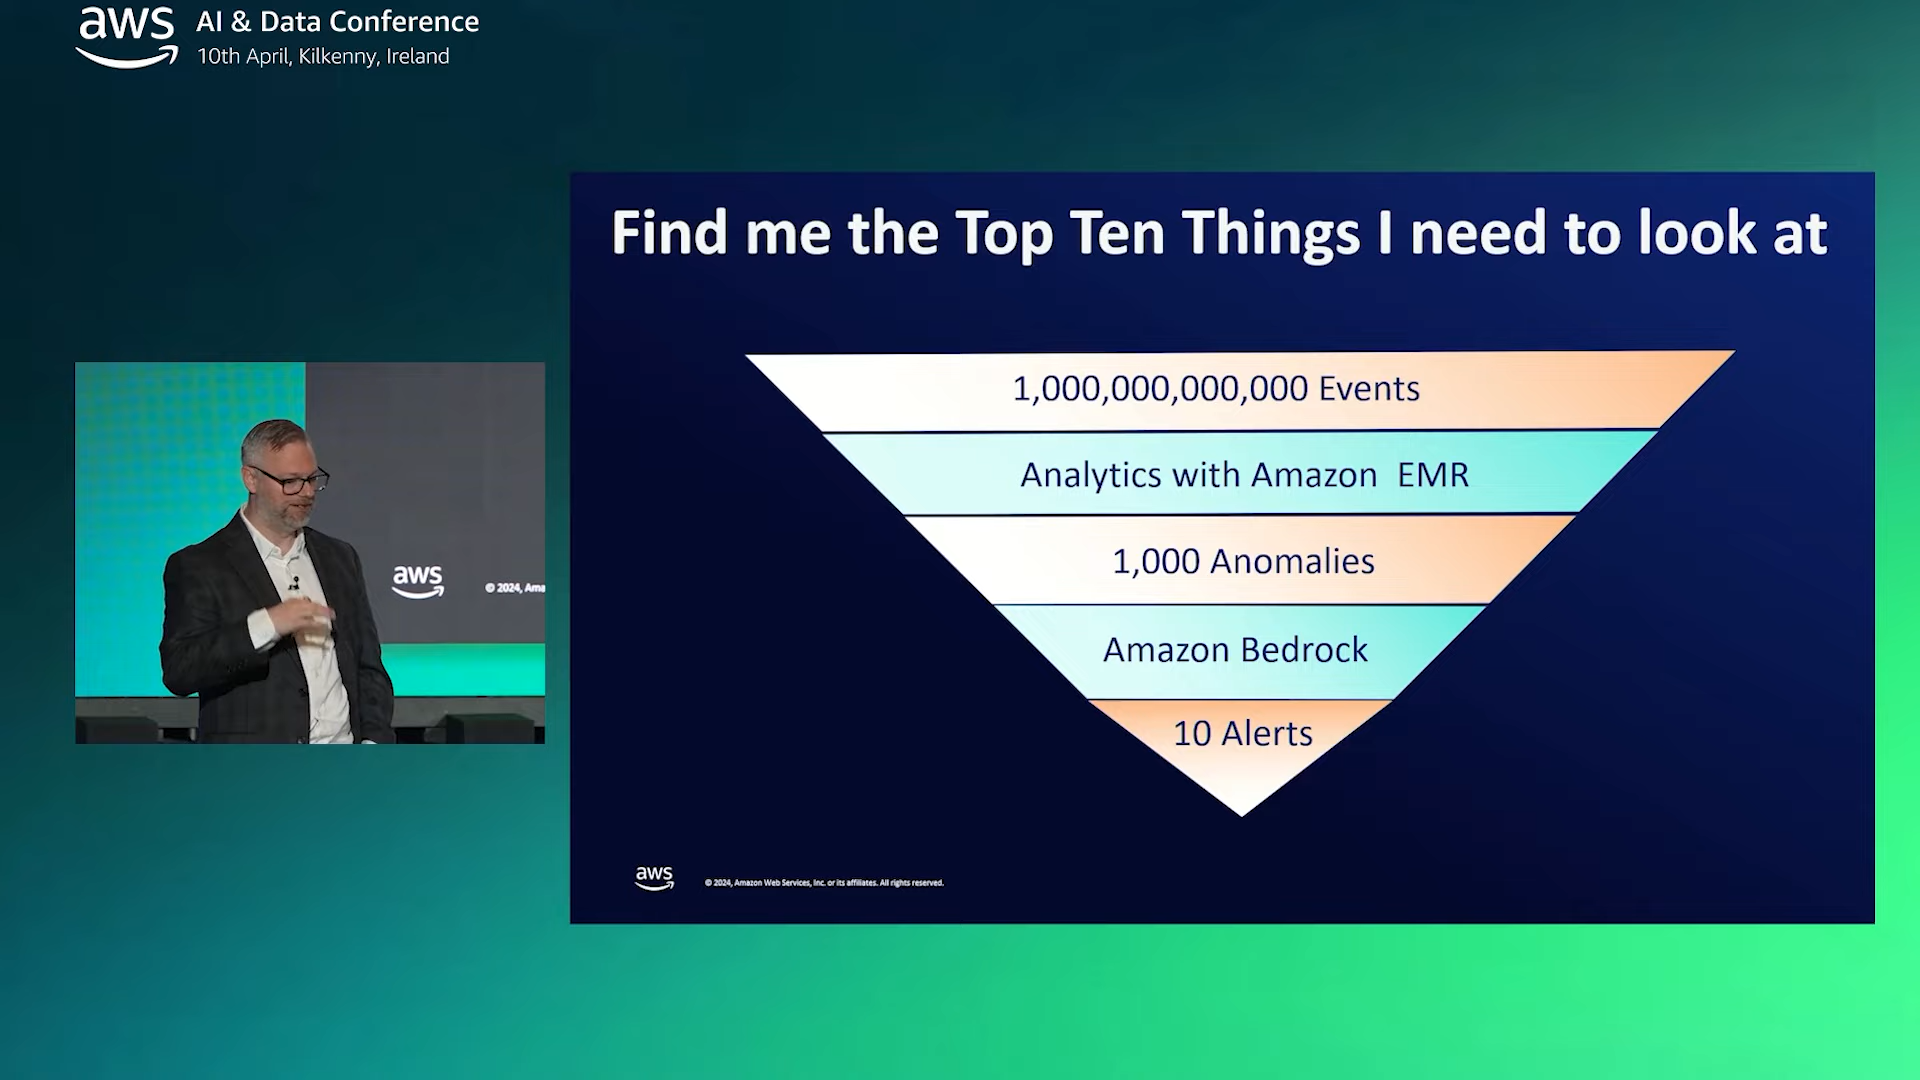 aws
AI & Data Conference
10th April, Kilkenny, Ireland
Find me the Top Ten Things I need to look at
1,000,000,000,000 Events
Analytics with Amazon EMR
1,000 Anomalies
Amazon Bedrock
10 Alerts
aws
© 2024, Ama
aws
© 2024, Amazon Web Services, Inc. or its affiliates. All rights reserved.